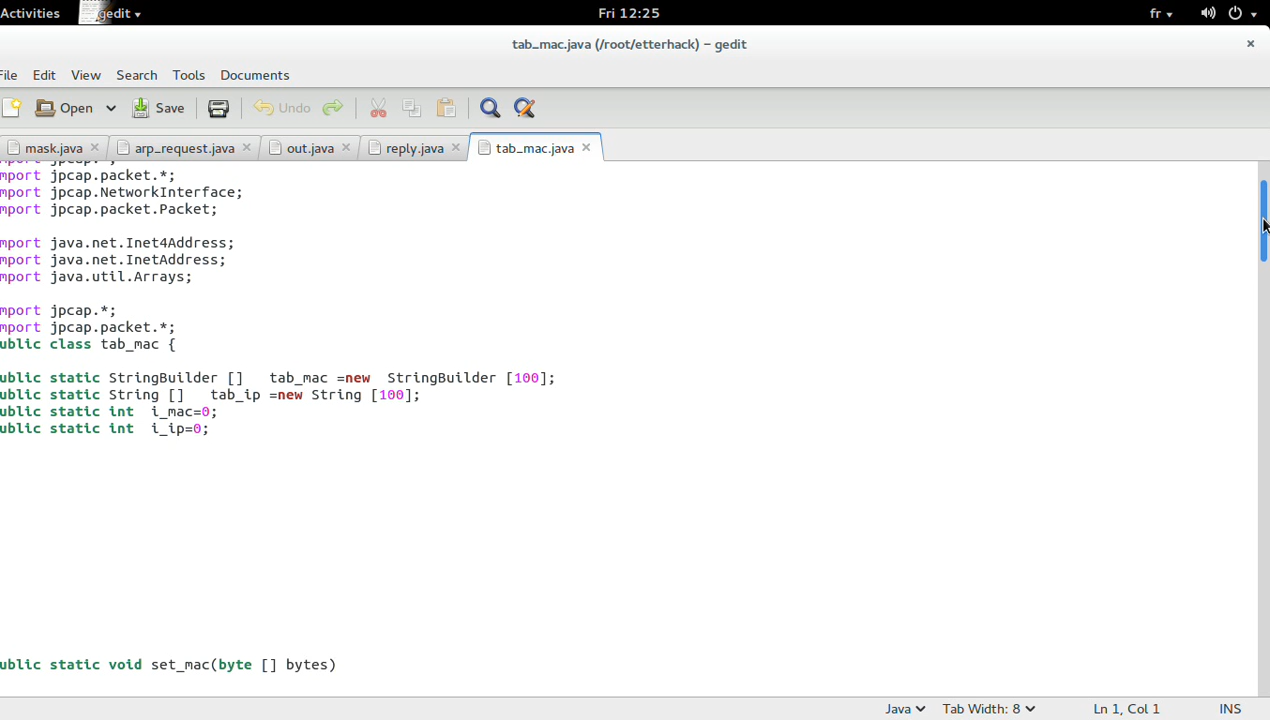 Activities gedit Fri 12:25 fr
tab_mac.java (/root/etterhack) – gedit
File Edit View Search Tools Documents
Open Save Undo
mask.java arp_request.java out.java reply.java tab_mac.java
mport jpcap.*;
mport jpcap.packet.*;
mport jpcap.NetworkInterface;
mport jpcap.packet.Packet;
mport java.net.Inet4Address;
mport java.net.InetAddress;
mport java.util.Arrays;
mport jpcap.*;
mport jpcap.packet.*;
ublic class tab_mac {
ublic static StringBuilder [] tab_mac =new StringBuilder [100];
ublic static String [] tab_ip =new String [100];
ublic static int i_mac=0;
ublic static int i_ip=0;
ublic static void set_mac(byte [] bytes)
Java Tab Width: 8 Ln 1, Col 1 INS